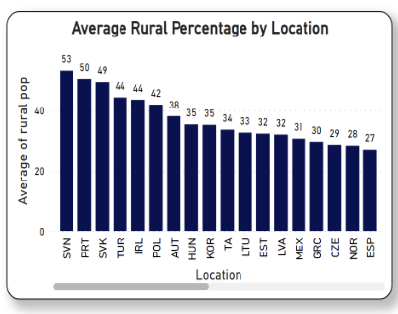 Average Rural Percentage by Location
53
50
49
44
44
42
38
35
35
34
33
32
32
31
30
29
28
27
Average of rural pop
40
20
0
SVN
PRT
SVK
TUR
IRL
POL
AUT
HUN
KOR
TA
LTU
EST
LVA
MEX
GRC
CZE
NOR
ESP
Location